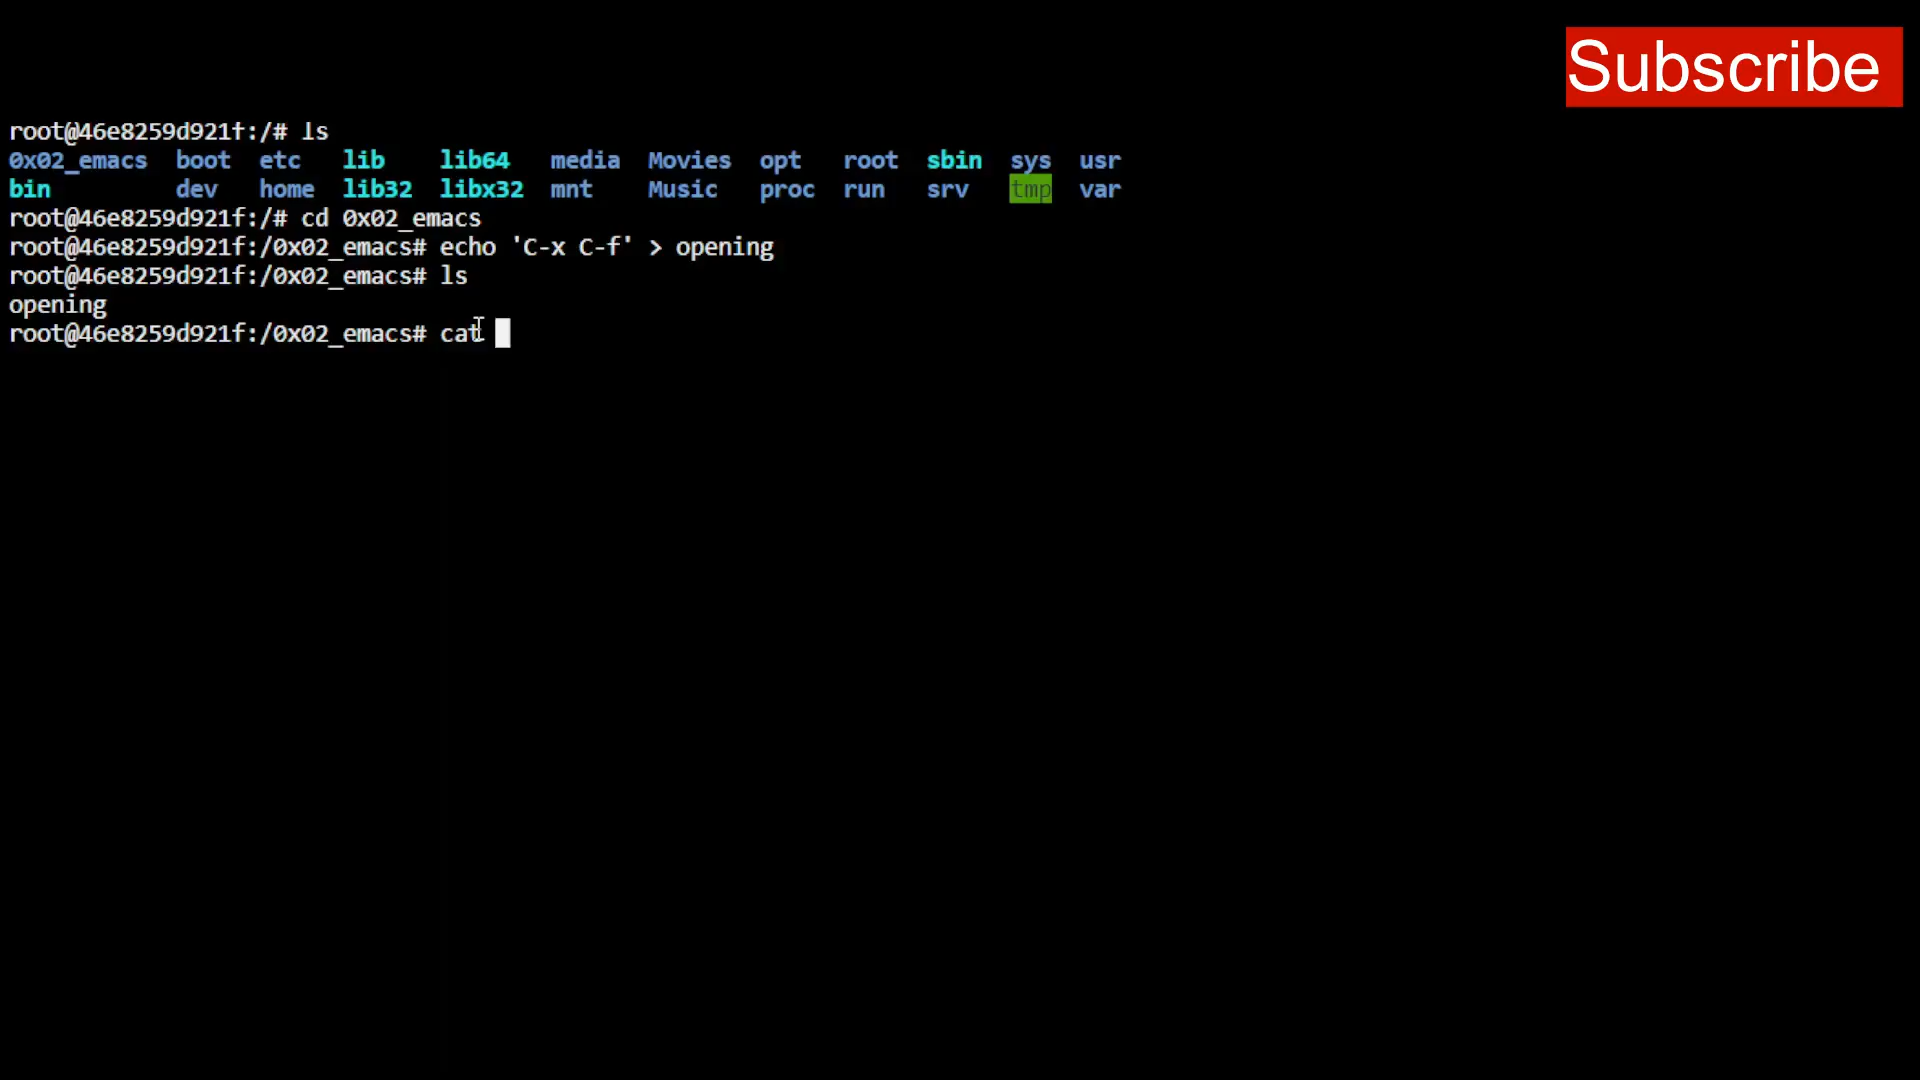 Subscribe
root@46e8259d921f:/# ls
0x02_emacs  boot  etc   lib    lib64   media  Movies  opt   root  sbin  sys  usr
bin         dev   home  lib32  libx32  mnt    Music   proc  run   srv   tmp  var
root@46e8259d921f:/# cd 0x02_emacs
root@46e8259d921f:/0x02_emacs# echo 'C-x C-f' > opening
root@46e8259d921f:/0x02_emacs# ls
opening
root@46e8259d921f:/0x02_emacs# cat